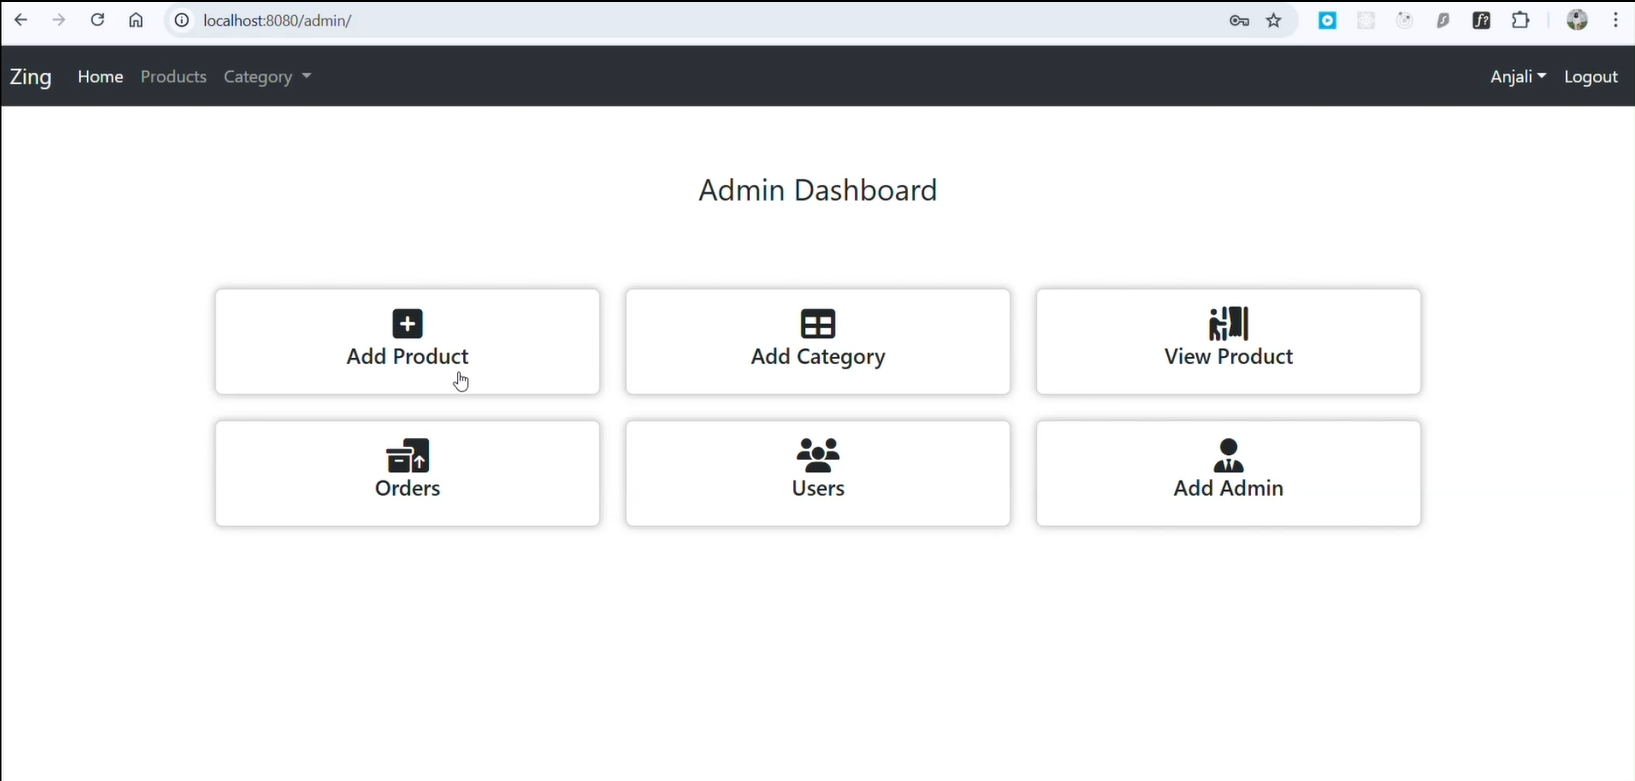 localhost:8080/admin/
Zing Home Products Category Anjali Logout
Admin Dashboard
Add Product Add Category View Product
Orders Users Add Admin